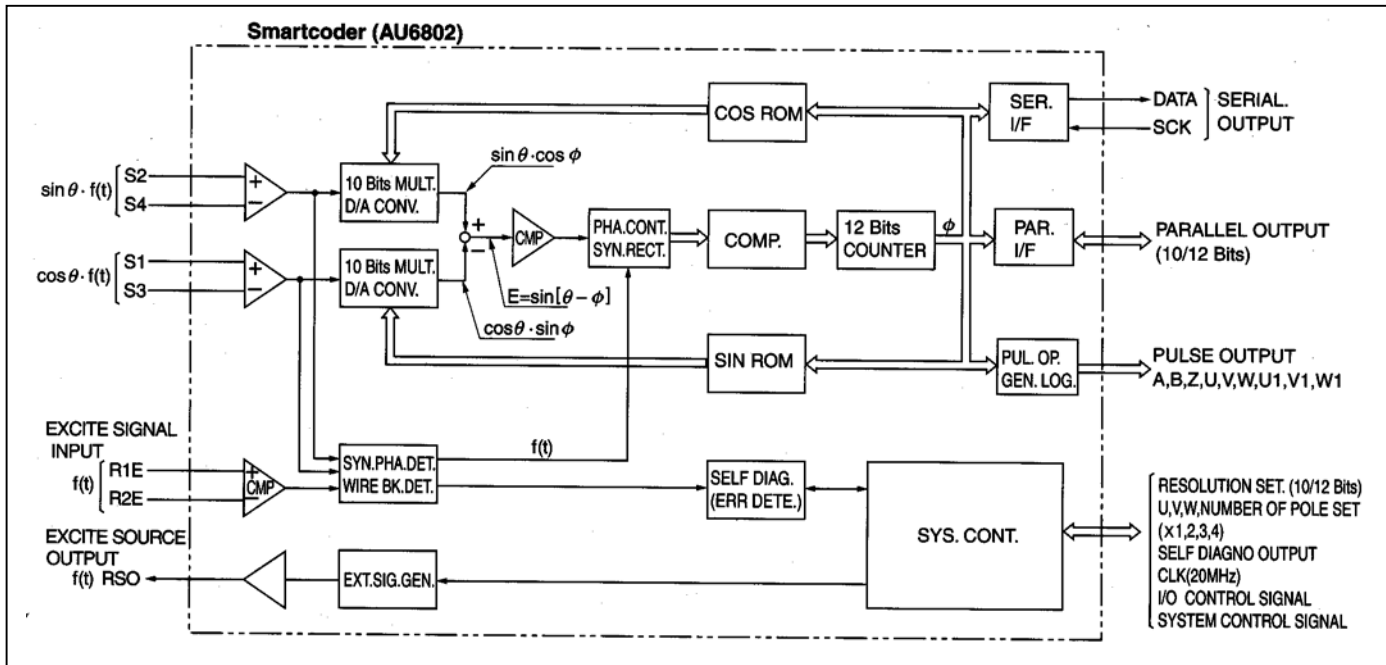 Smartcoder (AU6802)
COS ROM
SER.
I/F
DATA
SCK
SERIAL.
OUTPUT
sinθ·f(t)
S2
S4
+
−
10 Bits MULT.
D/A CONV.
sinθ·cosφ
+
−
CMP
PHA.CONT.
SYN.RECT.
COMP.
12 Bits
COUNTER
φ
PAR.
I/F
PARALLEL OUTPUT
(10/12 Bits)
cosθ·f(t)
S1
S3
+
−
10 Bits MULT.
D/A CONV.
E=sin[θ−φ]
cosθ·sinφ
SIN ROM
PUL. OP.
GEN. LOG.
PULSE OUTPUT
A,B,Z,U,V,W,U1,V1,W1
EXCITE SIGNAL
INPUT
f(t)
R1E
R2E
+
−
CMP
SYN.PHA.DET.
WIRE BK.DET.
f(t)
SELF DIAG.
(ERR DETE.)
SYS. CONT.
RESOLUTION SET. (10/12 Bits)
U,V,W,NUMBER OF POLE SET
(×1,2,3,4)
SELF DIAGNO OUTPUT
CLK(20MHz)
I/O CONTROL SIGNAL
SYSTEM CONTROL SIGNAL
EXCITE SOURCE
OUTPUT
f(t) RSO
EXT.SIG.GEN.